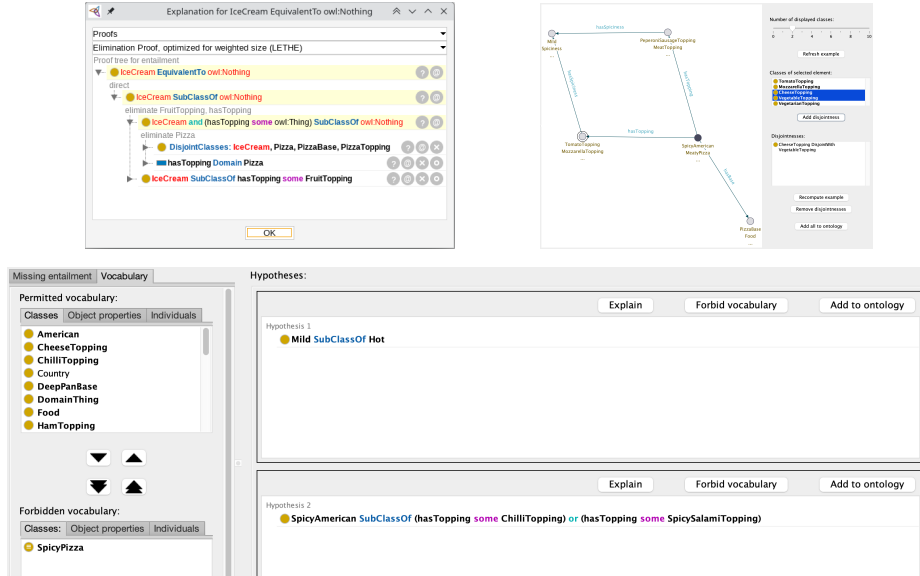 Explanation for IceCream EquivalentTo owl:Nothing
Proofs
Elimination Proof, optimized for weighted size (LETHE)
Proof tree for entailment
IceCream EquivalentTo owl:Nothing
direct
IceCream SubClassOf owl:Nothing
eliminate FruitTopping, hasTopping
IceCream and (hasTopping some owl:Thing) SubClassOf owl:Nothing
eliminate Pizza
DisjointClasses: IceCream, Pizza, PizzaBase, PizzaTopping
hasTopping Domain Pizza
IceCream SubClassOf hasTopping some FruitTopping
OK
hasSpiciness
Mild
Spiciness
...
PeperoniSausageTopping
MeatTopping
...
hasSpiciness
hasTopping
hasTopping
TomatoTopping
MozzarellaTopping
...
SpicyAmerican
MeatyPizza
...
hasBase
PizzaBase
Food
...
Number of displayed classes:
0 2 4 6 8 10
Refresh example
Classes of selected element:
TomatoTopping
MozzarellaTopping
CheeseTopping
VegetableTopping
VegetarianTopping
Add disjointness
Disjointnesses:
CheeseTopping DisjointWith
VegetableTopping
Recompute example
Remove disjointnesses
Add all to ontology
Missing entailment Vocabulary
Permitted vocabulary:
Classes Object properties Individuals
American
CheeseTopping
ChilliTopping
Country
DeepPanBase
DomainThing
Food
HamTopping
Forbidden vocabulary:
Classes: Object properties Individuals
SpicyPizza
Hypotheses:
Explain Forbid vocabulary Add to ontology
Hypothesis 1
Mild SubClassOf Hot
Explain Forbid vocabulary Add to ontology
Hypothesis 2
SpicyAmerican SubClassOf (hasTopping some ChilliTopping) or (hasTopping some SpicySalamiTopping)